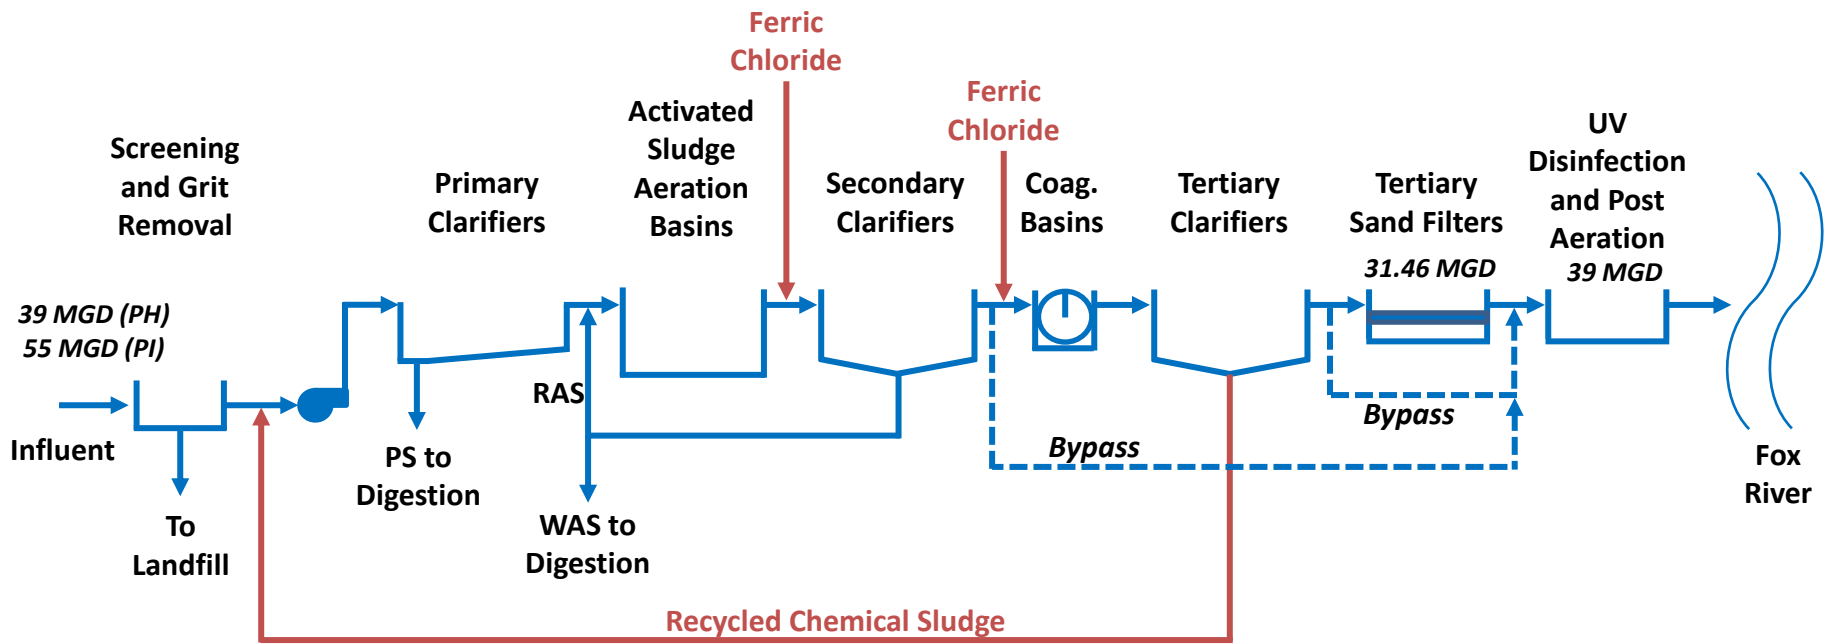 Ferric
Chloride
Ferric
Chloride
Screening
and Grit
Removal
Primary
Clarifiers
Activated
Sludge
Aeration
Basins
Secondary
Clarifiers
Coag.
Basins
Tertiary
Clarifiers
Tertiary
Sand Filters
31.46 MGD
UV
Disinfection
and Post
Aeration
39 MGD
39 MGD (PH)
55 MGD (PI)
Influent
To
Landfill
PS to
Digestion
RAS
WAS to
Digestion
Bypass
Bypass
Fox
River
Recycled Chemical Sludge